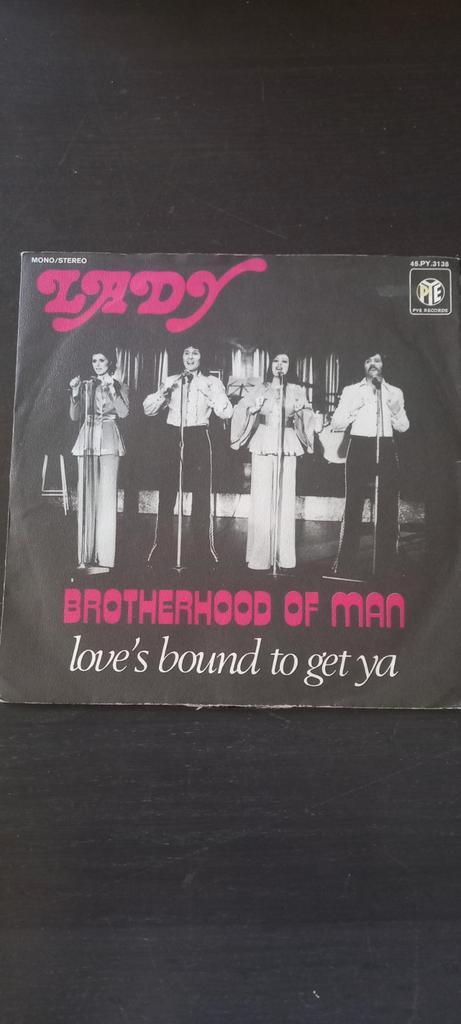 MONO/STEREO
45.PY.3138
LADY
PYE
PYE RECORDS
BROTHERHOOD OF MAN
love's bound to get ya